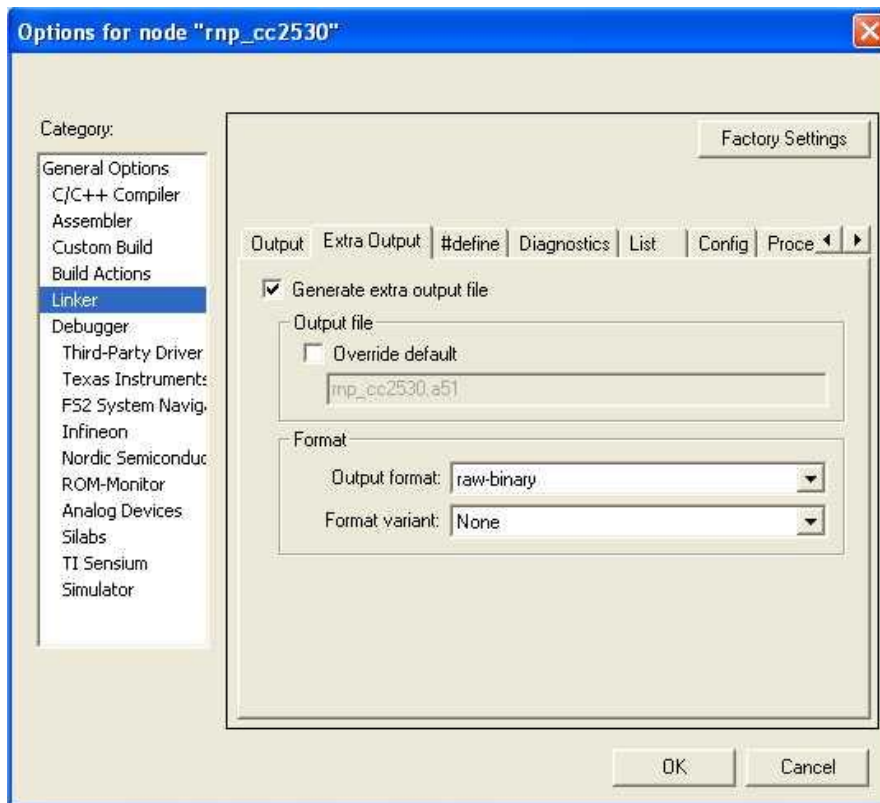 Options for node "rnp_cc2530"
Category:
Factory Settings
General Options
C/C++ Compiler
Assembler
Custom Build
Build Actions
Linker
Debugger
Third-Party Driver
Texas Instruments
FS2 System Navig
Infineon
Nordic Semiconduc
ROM-Monitor
Analog Devices
Silabs
TI Sensium
Simulator
Output Extra Output #define Diagnostics List Config Proce
Generate extra output file
Output file
Override default
rnp_cc2530.a51
Format
Output format: raw-binary
Format variant: None
OK Cancel